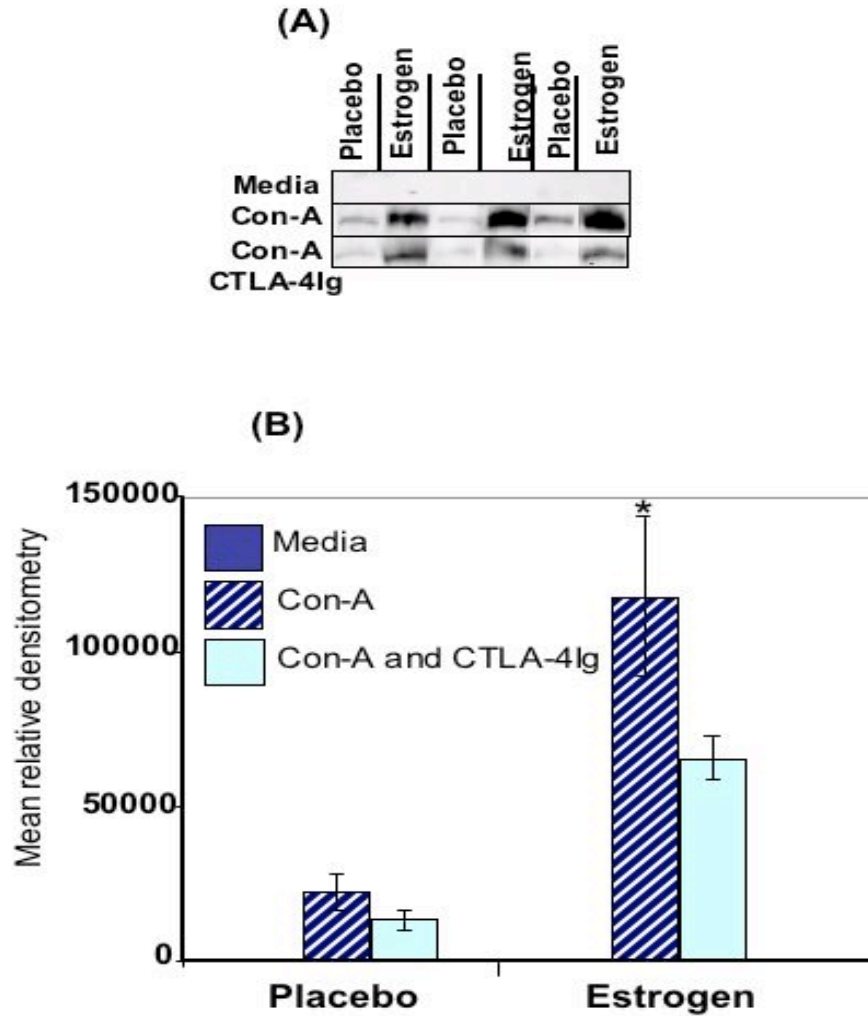 (A)
Placebo Estrogen Placebo Estrogen Placebo Estrogen
Media
Con-A
Con-A
CTLA-4Ig
(B)
150000
*
Media
Con-A
100000
Con-A and CTLA-4Ig
50000
0
Mean relative densitometry
Placebo Estrogen